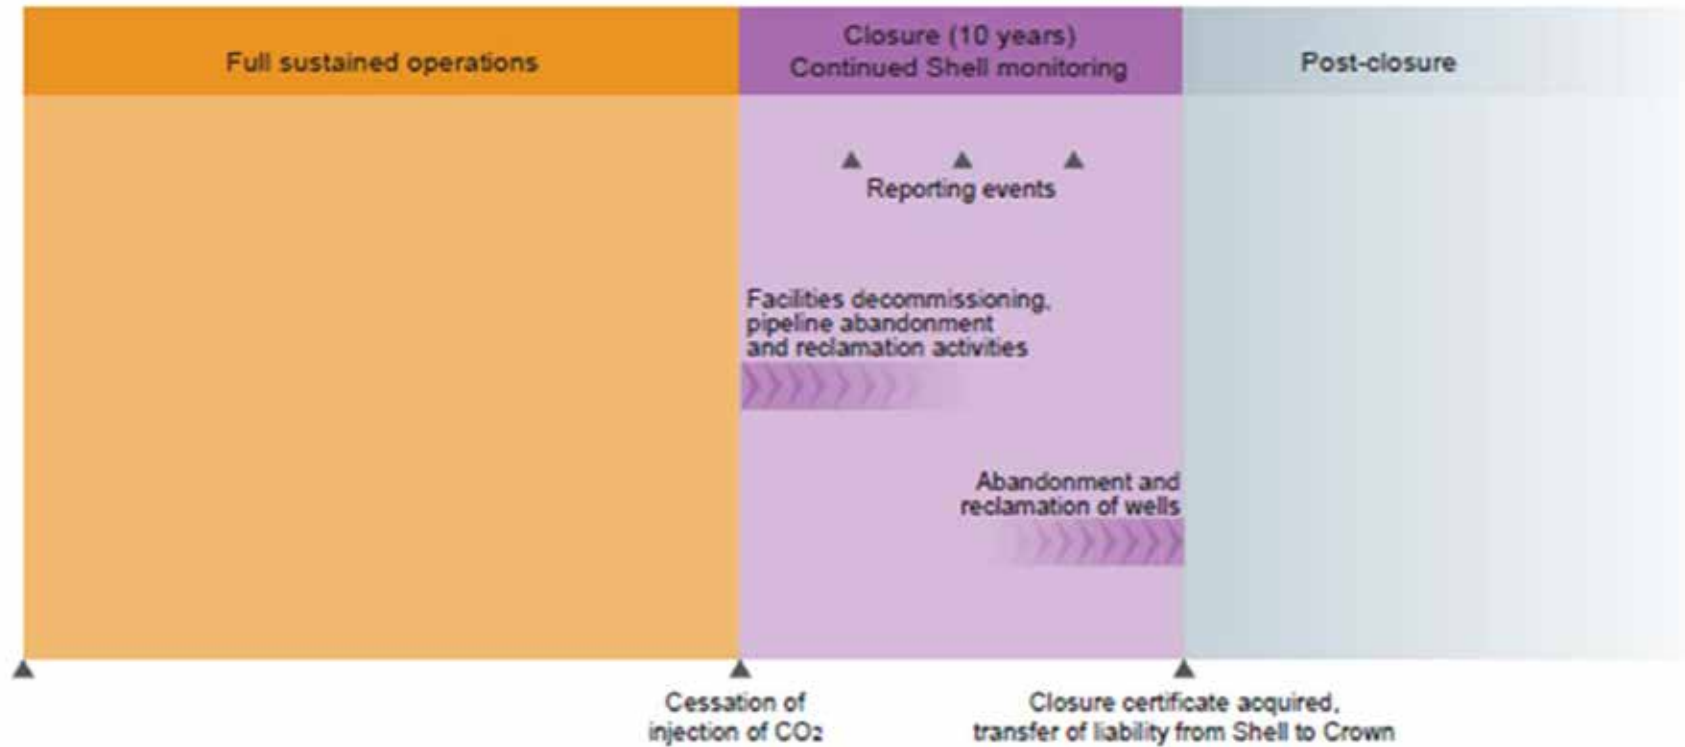 Full sustained operations
Closure (10 years)
Continued Shell monitoring
Post-closure
Reporting events
Facilities decommissioning,
pipeline abandonment
and reclamation activities
Abandonment and
reclamation of wells
Cessation of
injection of CO₂
Closure certificate acquired,
transfer of liability from Shell to Crown